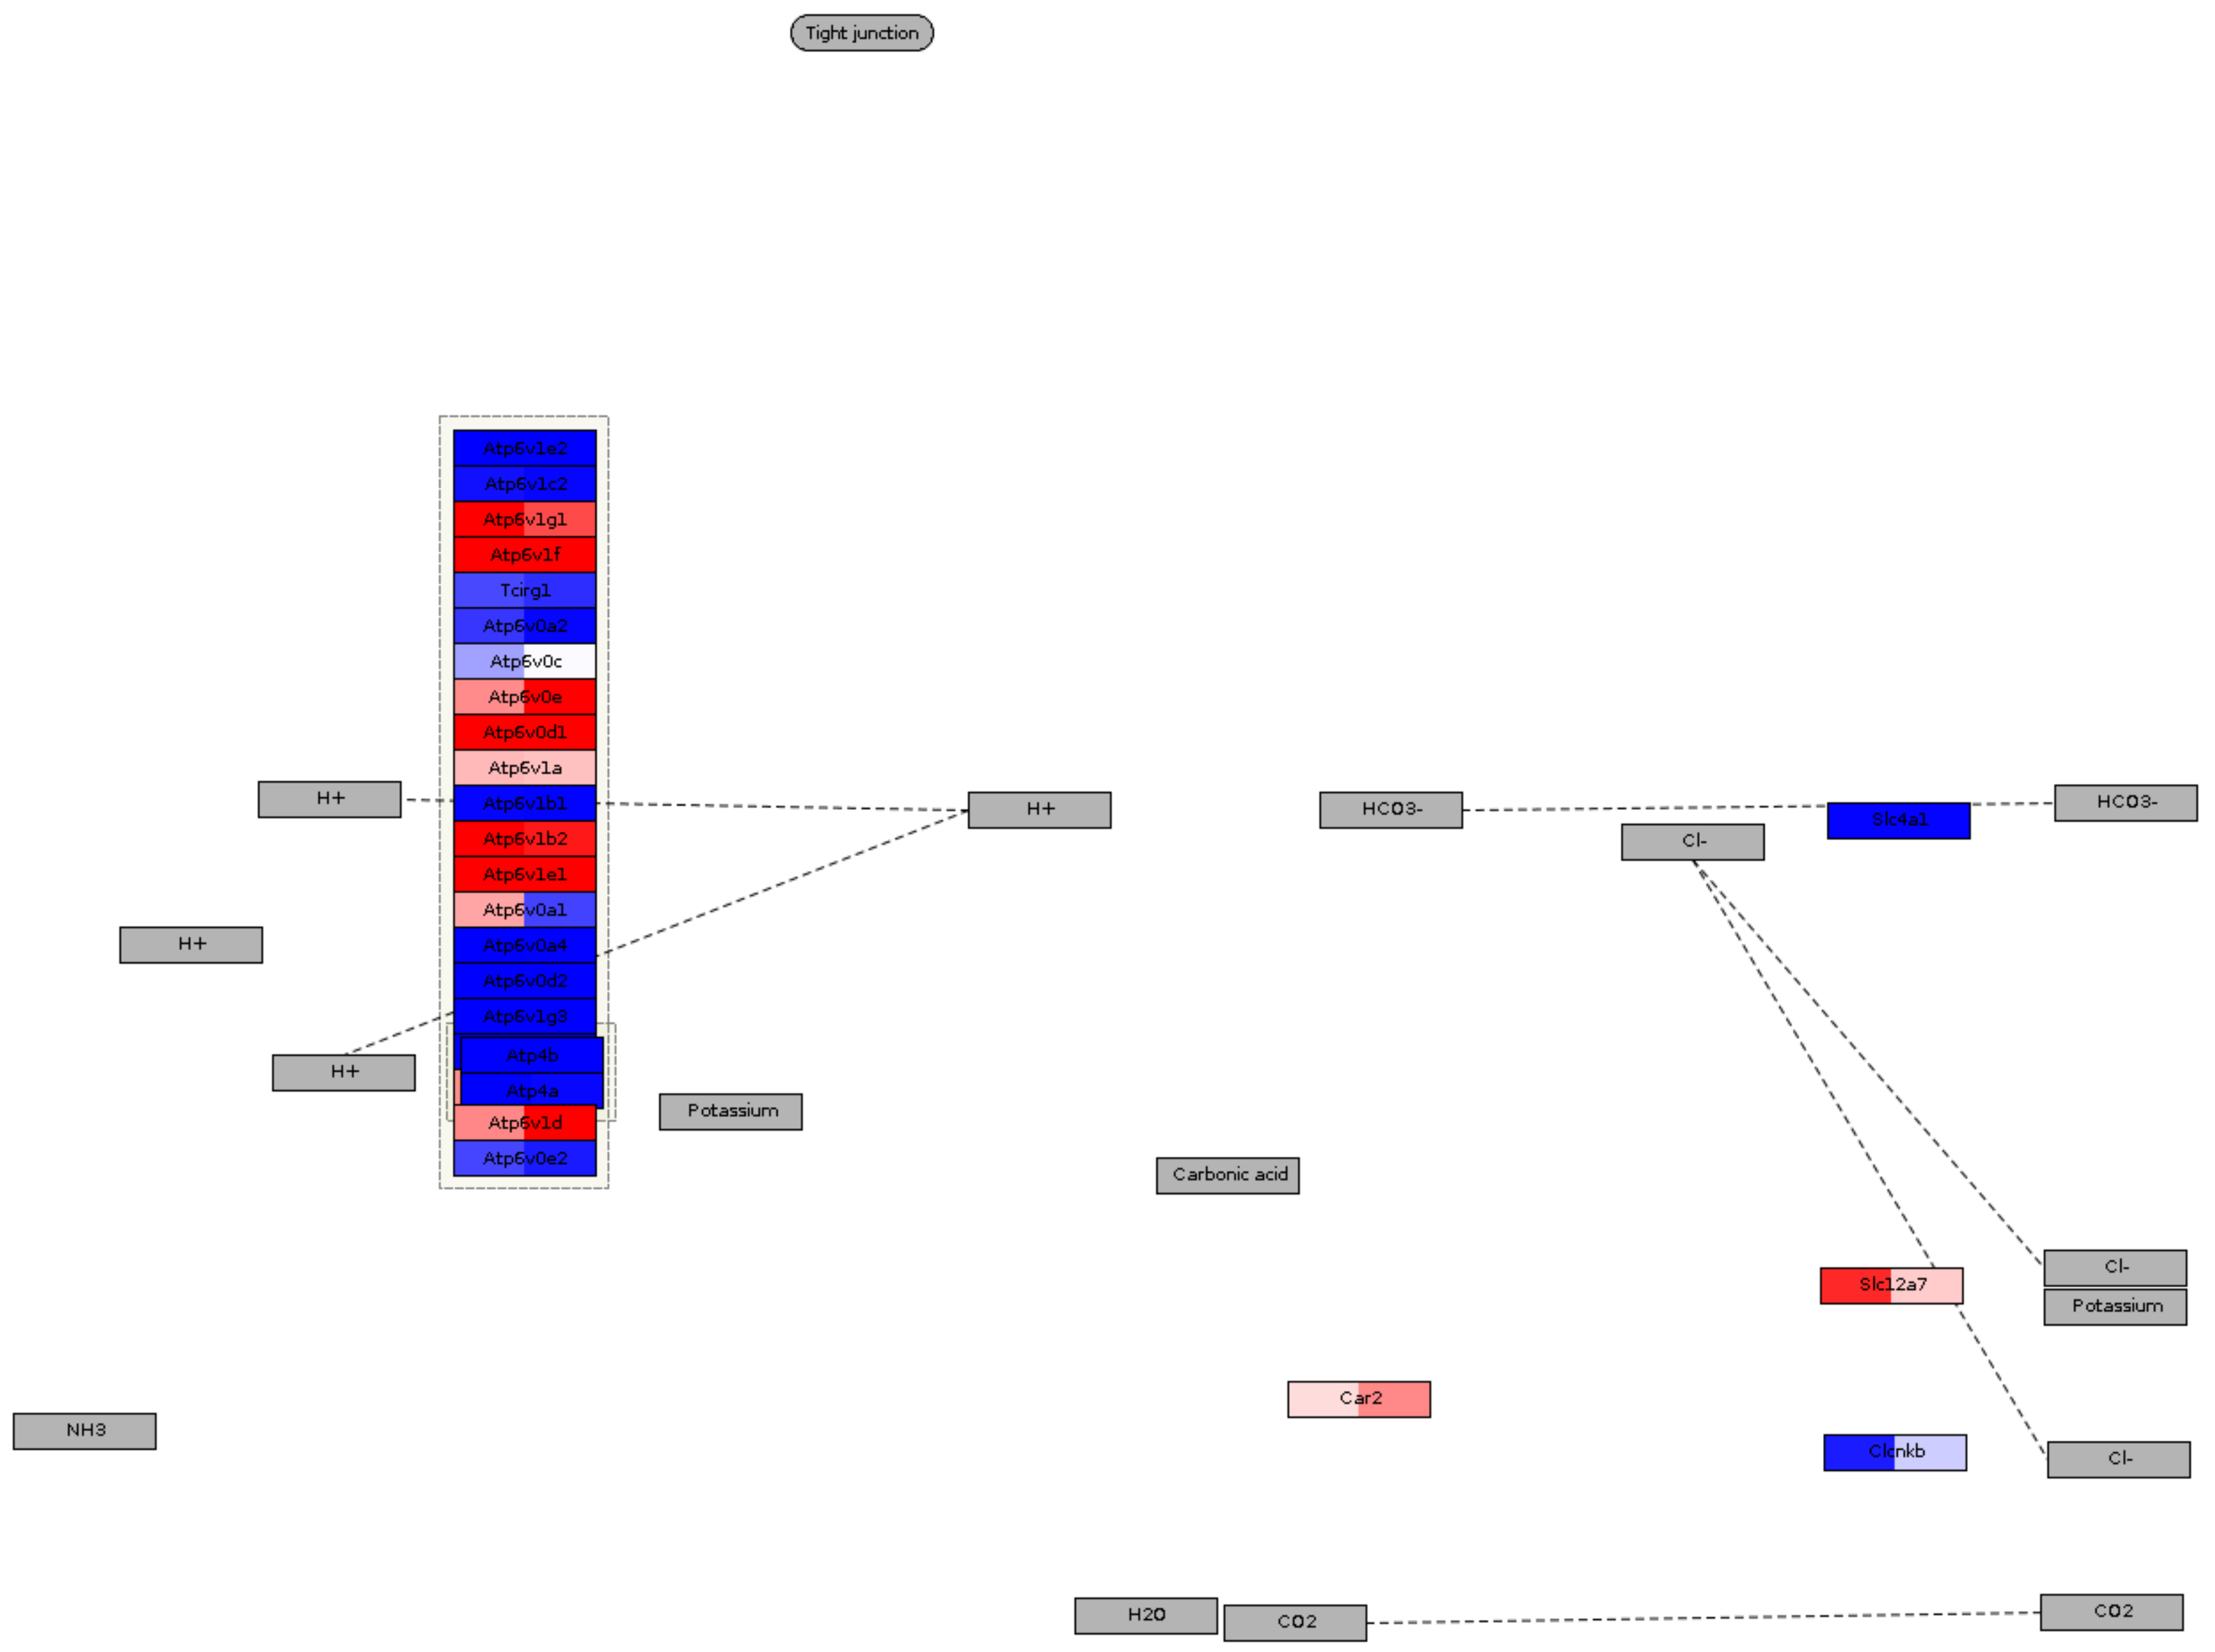 Tight junction
Atp6v1e2
Atp6v1c2
Atp6v1g1
Atp6v1f
Tcirg1
Atp6v0a2
Atp6v0c
Atp6v0e
Atp6v0d1
Atp6v1a
H+
Atp6v1b1
H+
HCO3-
HCO3-
Slc4a1
Atp6v1b2
Cl-
Atp6v1e1
Atp6v0a1
H+
Atp6v0a4
Atp6v0d2
Atp6v1g3
Atp4b
H+
Atp4a
Potassium
Atp6v1d
Atp6v0e2
Carbonic acid
Cl-
Slc12a7
Potassium
Car2
NH3
Clcnkb
Cl-
H2O
CO2
CO2